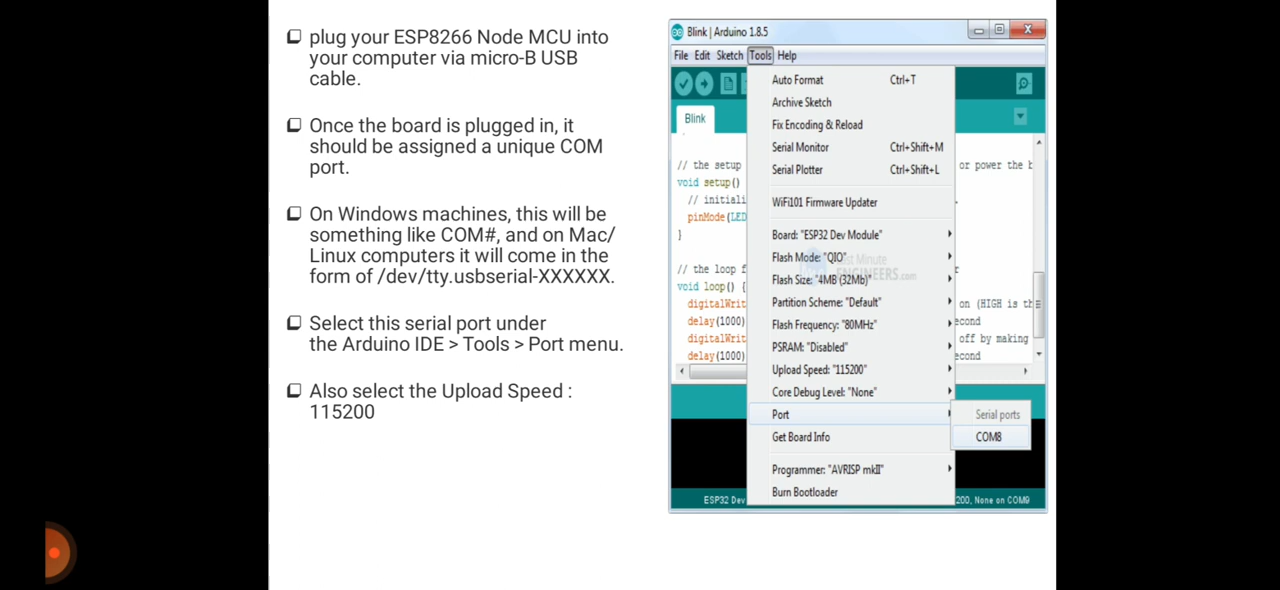 plug your ESP8266 Node MCU into
your computer via micro-B USB
cable.
Once the board is plugged in, it
should be assigned a unique COM
port.
On Windows machines, this will be
something like COM#, and on Mac/
Linux computers it will come in the
form of /dev/tty.usbserial-XXXXXX.
Select this serial port under
the Arduino IDE > Tools > Port menu.
Also select the Upload Speed :
115200
Blink | Arduino 1.8.5
File Edit Sketch Tools Help
Auto Format Ctrl+T
Archive Sketch
Blink
Fix Encoding & Reload
Serial Monitor Ctrl+Shift+M
// the setup
Serial Plotter Ctrl+Shift+L
or power the b
void setup()
// initiali
WiFi101 Firmware Updater
pinMode(LED
}
Board: "ESP32 Dev Module"
Flash Mode: "QIO"
Minute
ENGINEERS.com
// the loop f
Flash Size: "4MB (32Mb)"
void loop() {
digitalWrit
Partition Scheme: "Default"
on (HIGH is th
delay(1000)
Flash Frequency: "80MHz"
econd
digitalWrit
PSRAM: "Disabled"
off by making
delay(1000)
econd
Upload Speed: "115200"
Core Debug Level: "None"
Port
Serial ports
COM8
Get Board Info
Programmer: "AVRISP mkII"
Burn Bootloader
ESP32 Dev
200, None on COM9